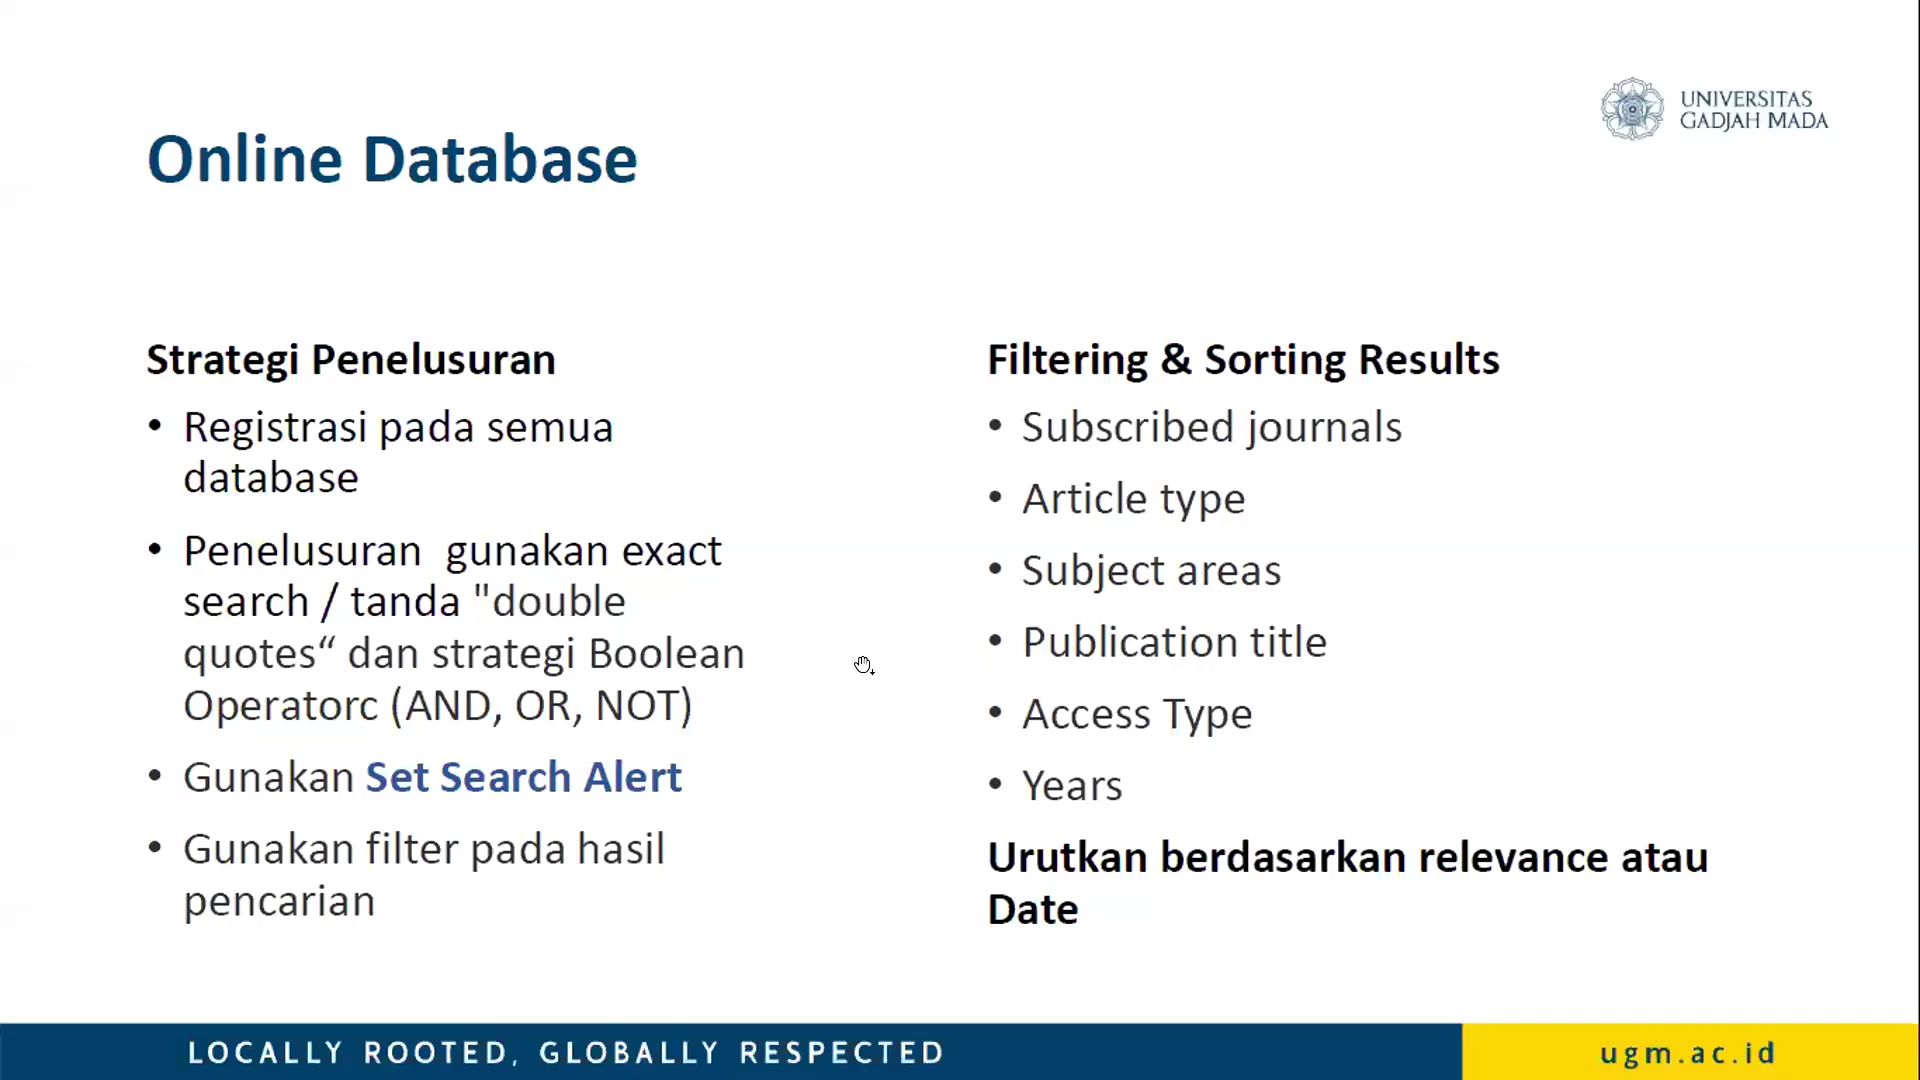 UNIVERSITAS
GADJAH MADA
Online Database
Strategi Penelusuran
• Registrasi pada semua
database
• Penelusuran  gunakan exact
search / tanda "double
quotes“ dan strategi Boolean
Operatorc (AND, OR, NOT)
• Gunakan Set Search Alert
• Gunakan filter pada hasil
pencarian
Filtering & Sorting Results
• Subscribed journals
• Article type
• Subject areas
• Publication title
• Access Type
• Years
Urutkan berdasarkan relevance atau
Date
LOCALLY ROOTED, GLOBALLY RESPECTED
ugm.ac.id